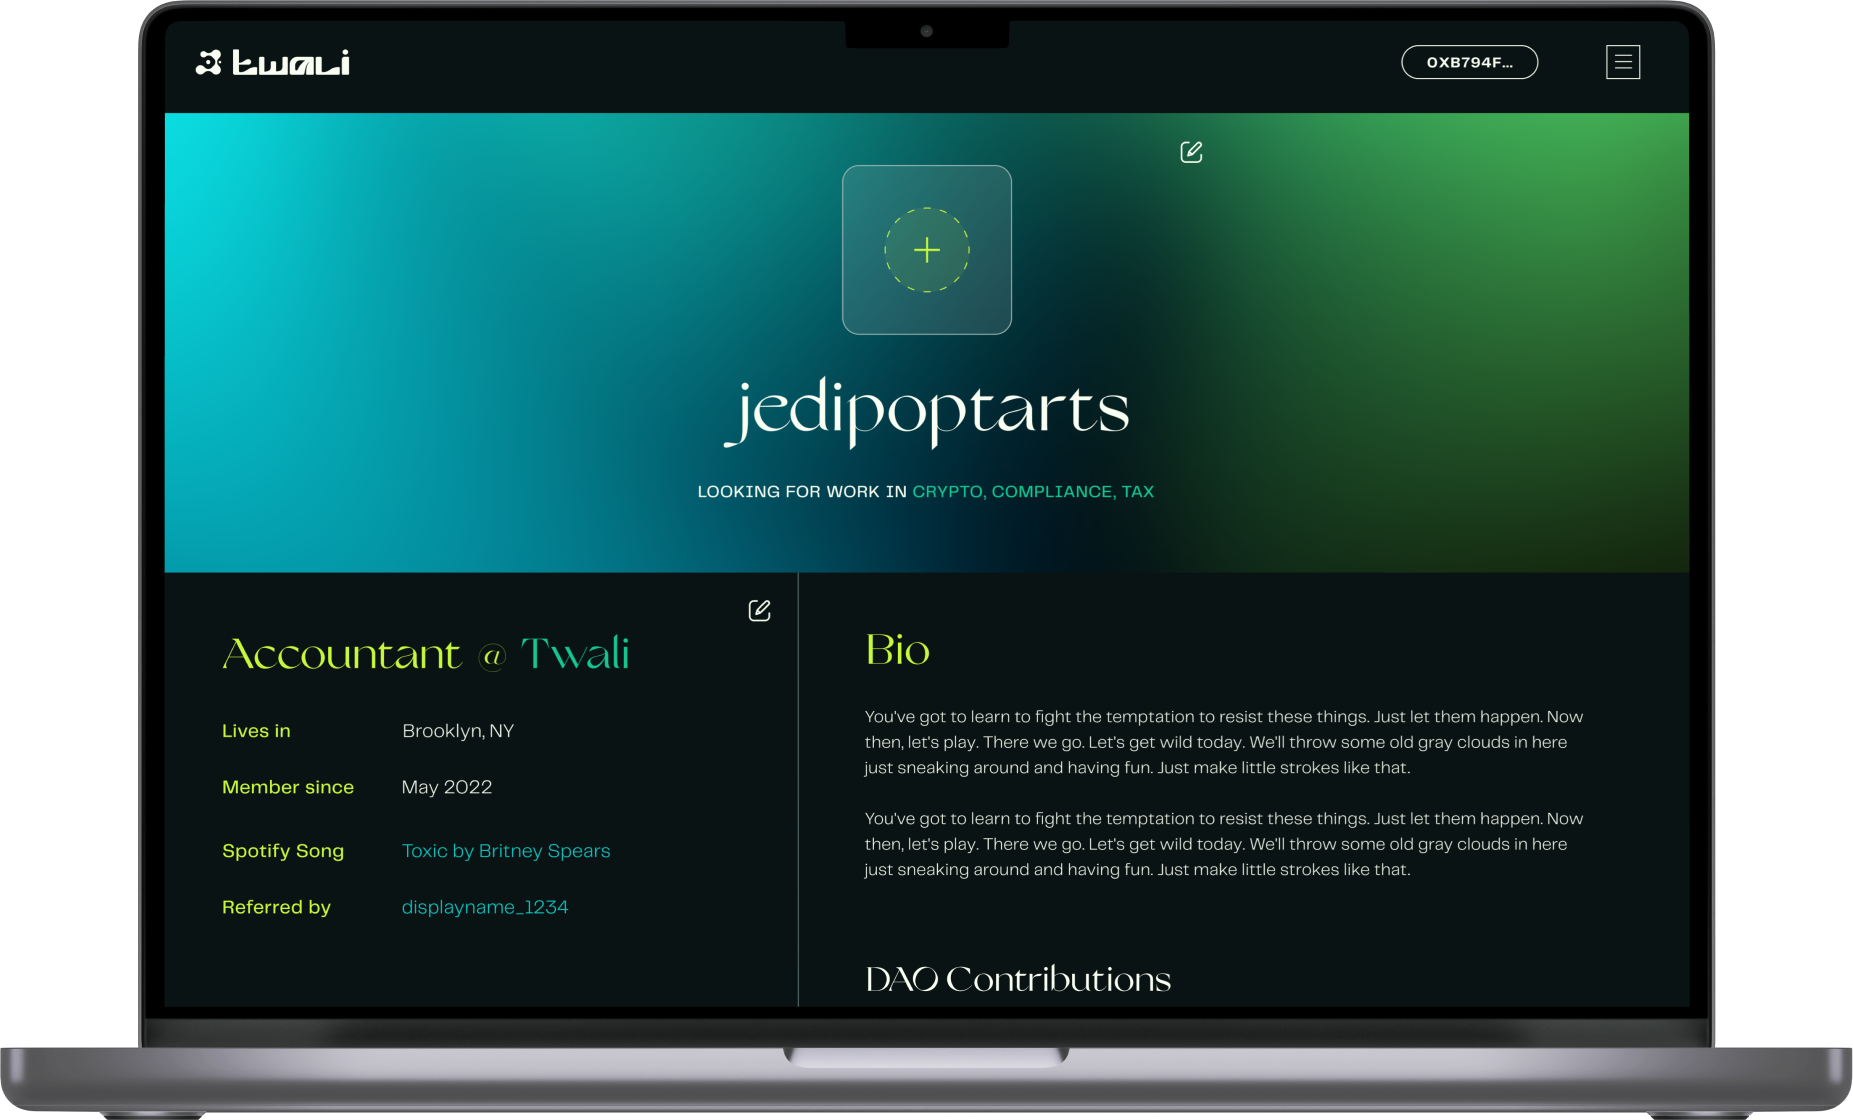 twali
0XB794F...
jedipoptarts
LOOKING FOR WORK IN CRYPTO, COMPLIANCE, TAX
Accountant @ Twali
Lives in Brooklyn, NY
Member since May 2022
Spotify Song Toxic by Britney Spears
Referred by displayname_1234
Bio
You've got to learn to fight the temptation to resist these things. Just let them happen. Now
then, let's play. There we go. Let's get wild today. We'll throw some old gray clouds in here
just sneaking around and having fun. Just make little strokes like that.
You've got to learn to fight the temptation to resist these things. Just let them happen. Now
then, let's play. There we go. Let's get wild today. We'll throw some old gray clouds in here
just sneaking around and having fun. Just make little strokes like that.
DAO Contributions